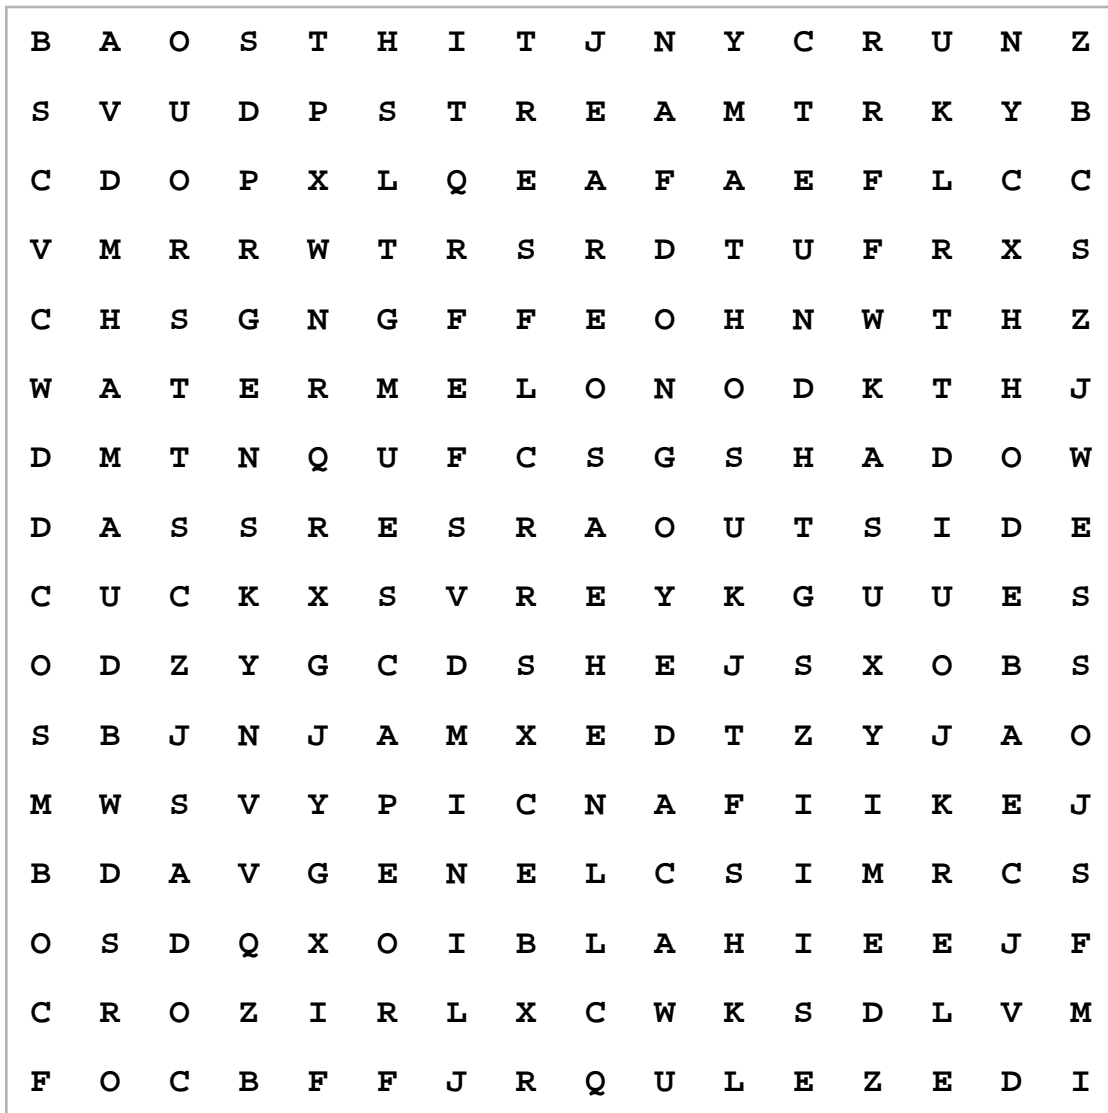 B A O S T H I T J N Y C R U N Z
S V U D P S T R E A M T R K Y B
C D O P X L Q E A F A E F L C C
V M R R W T R S R D T U F R X S
C H S G N G F F E O H N W T H Z
W A T E R M E L O N O D K T H J
D M T N Q U F C S G S H A D O W
D A S S R E S R A O U T S I D E
C U C K X S V R E Y K G U U E S
O D Z Y G C D S H E J S X O B S
S B J N J A M X E D T Z Y J A O
M W S V Y P I C N A F I I K E J
B D A V G E N E L C S I M R C S
O S D Q X O I B L A H I E E J F
C R O Z I R L X C W K S D L V M
F O C B F F J R Q U L E Z E D I